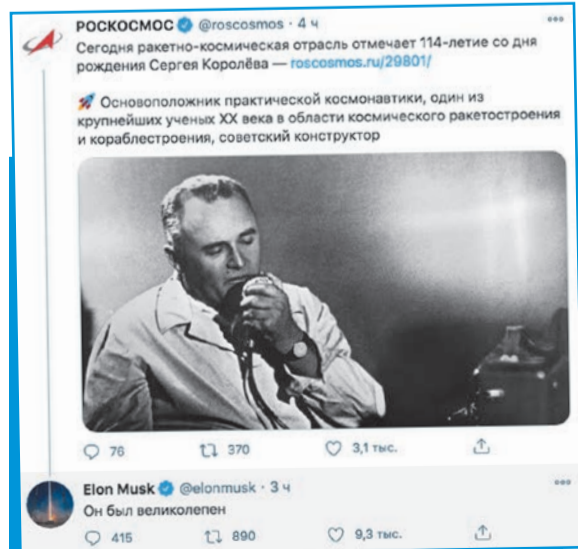 РОСКОСМОС @roscosmos · 4 ч
Сегодня ракетно-космическая отрасль отмечает 114-летие со дня
рождения Сергея Королёва — roscosmos.ru/29801/
🚀 Основоположник практической космонавтики, один из
крупнейших ученых XX века в области космического ракетостроения
и кораблестроения, советский конструктор
76 370 3,1 тыс.
Elon Musk @elonmusk · 3 ч
Он был великолепен
415 890 9,3 тыс.